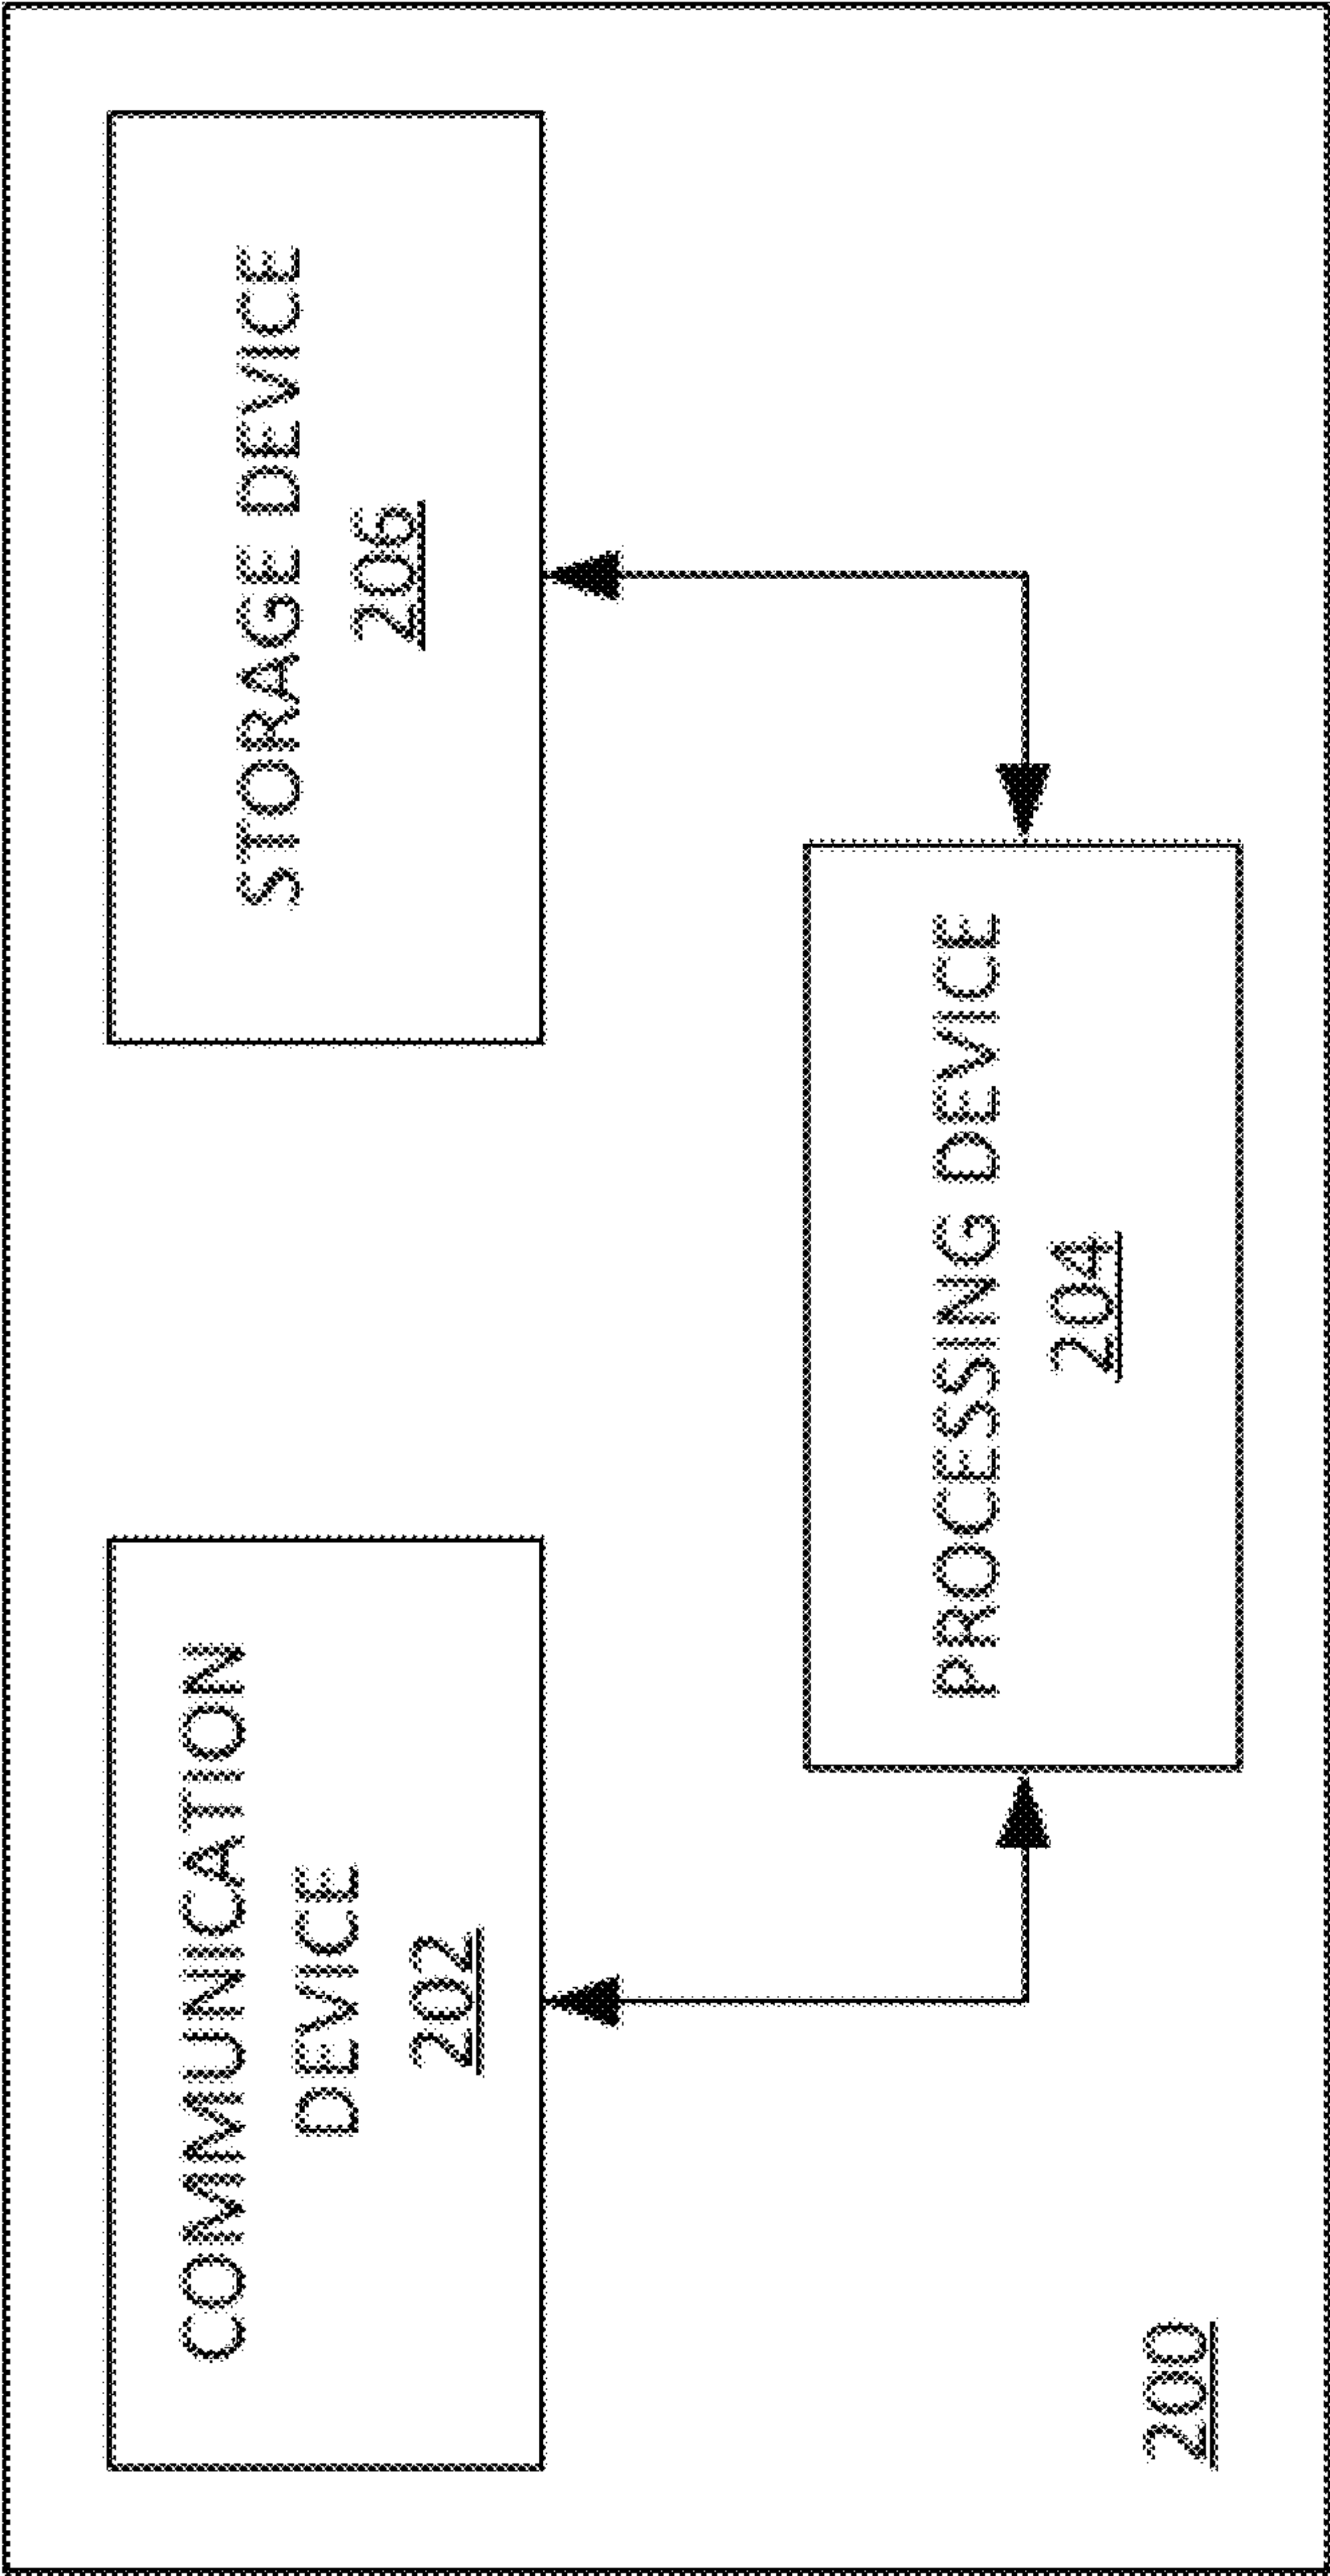 COMMUNICATION
DEVICE
202
STORAGE DEVICE
206
PROCESSING DEVICE
204
200